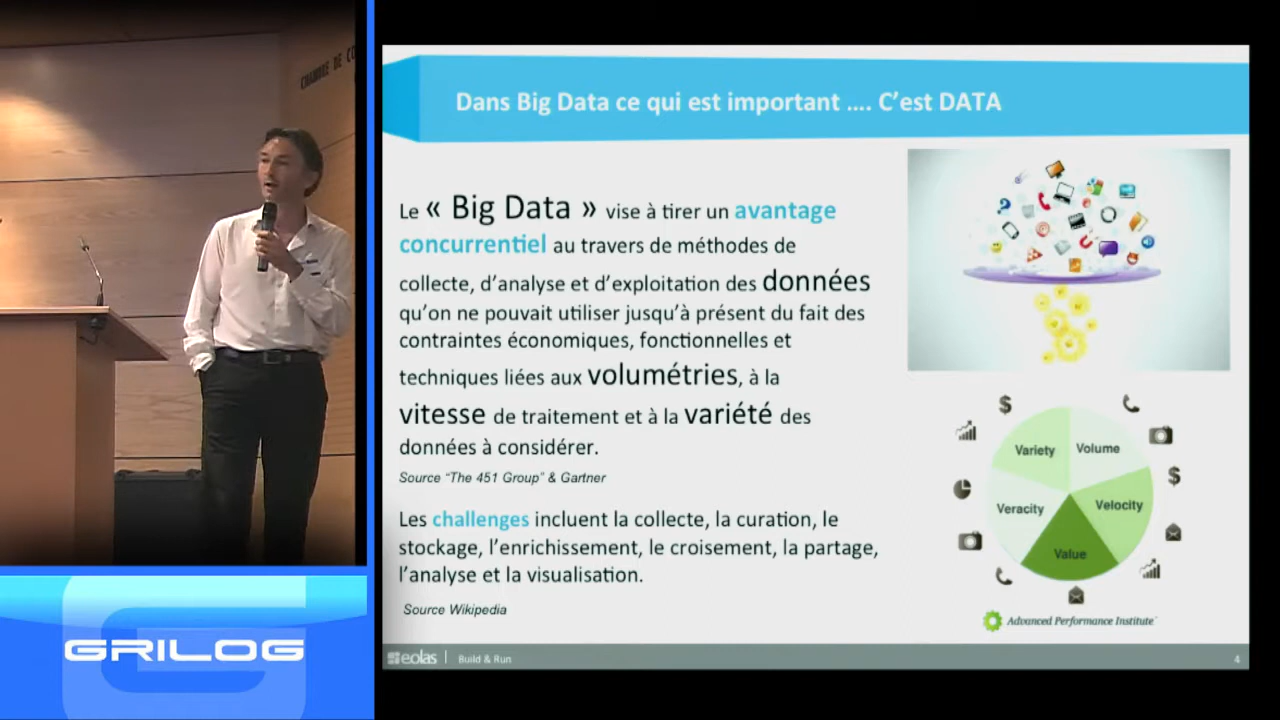 CHAMBRE DE CO
Dans Big Data ce qui est important .... C'est DATA
Le « Big Data » vise à tirer un avantage
concurrentiel au travers de méthodes de
collecte, d'analyse et d'exploitation des données
qu'on ne pouvait utiliser jusqu'à présent du fait des
contraintes économiques, fonctionnelles et
techniques liées aux volumétries, à la
vitesse de traitement et à la variété des
données à considérer.
Source "The 451 Group" & Gartner
Les challenges incluent la collecte, la curation, le
stockage, l'enrichissement, le croisement, la partage,
l'analyse et la visualisation.
Source Wikipedia
Variety
Volume
Veracity
Velocity
Value
Advanced Performance Institute
eolas
Build & Run
4
GRILOG